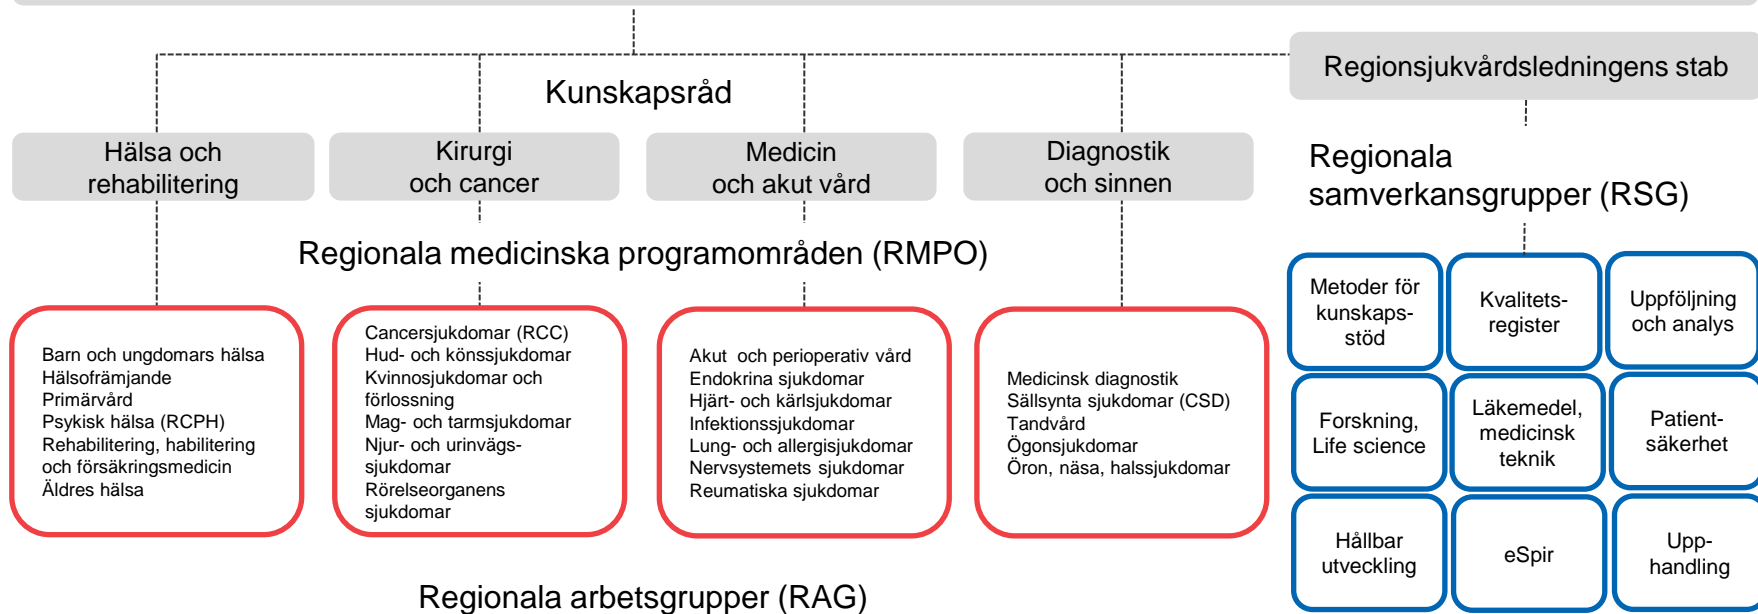 Regionsjukvårdsledningens stab
Kunskapsråd
Hälsa och
rehabilitering
Kirurgi
och cancer
Medicin
och akut vård
Diagnostik
och sinnen
Regionala
samverkansgrupper (RSG)
Regionala medicinska programområden (RMPO)
Barn och ungdomars hälsa
Hälsofrämjande
Primärvård
Psykisk hälsa (RCPH)
Rehabilitering, habilitering
och försäkringsmedicin
Äldres hälsa
Cancersjukdomar (RCC)
Hud- och könssjukdomar
Kvinnosjukdomar och
förlossning
Mag- och tarmsjukdomar
Njur- och urinvägs-
sjukdomar
Rörelseorganens
sjukdomar
Akut  och perioperativ vård
Endokrina sjukdomar
Hjärt- och kärlsjukdomar
Infektionssjukdomar
Lung- och allergisjukdomar
Nervsystemets sjukdomar
Reumatiska sjukdomar
Medicinsk diagnostik
Sällsynta sjukdomar (CSD)
Tandvård
Ögonsjukdomar
Öron, näsa, halssjukdomar
Metoder för
kunskaps-
stöd
Kvalitets-
register
Uppföljning
och analys
Forskning,
Life science
Läkemedel,
medicinsk
teknik
Patient-
säkerhet
Hållbar
utveckling
eSpir
Upp-
handling
Regionala arbetsgrupper (RAG)